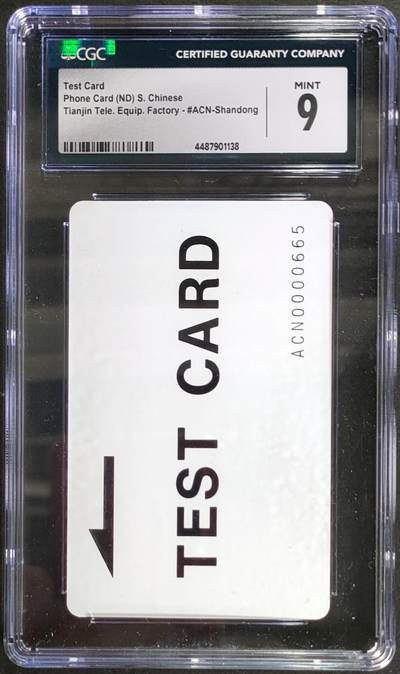 CGC
CERTIFIED GUARANTY COMPANY
Test Card
Phone Card (ND) S. Chinese
Tianjin Tele. Equip. Factory - #ACN-Shandong
MINT
9
4487901138
TEST CARD
ACN0000665